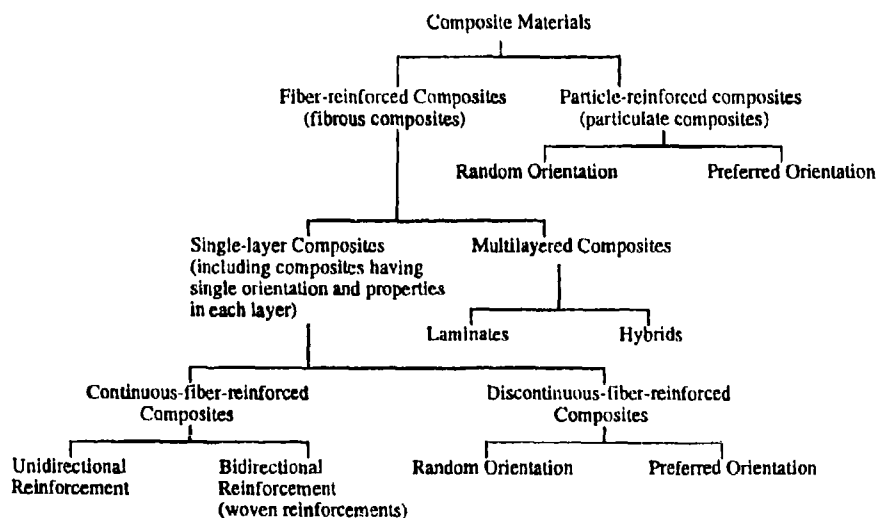 Composite Materials
Fiber-reinforced Composites
(fibrous composites)
Particle-reinforced composites
(particulate composites)
Random Orientation
Preferred Orientation
Single-layer Composites
(including composites having
single orientation and properties
in each layer)
Multilayered Composites
Laminates
Hybrids
Continuous-fiber-reinforced
Composites
Discontinuous-fiber-reinforced
Composites
Unidirectional
Reinforcement
Bidirectional
Reinforcement
(woven reinforcements)
Random Orientation
Preferred Orientation